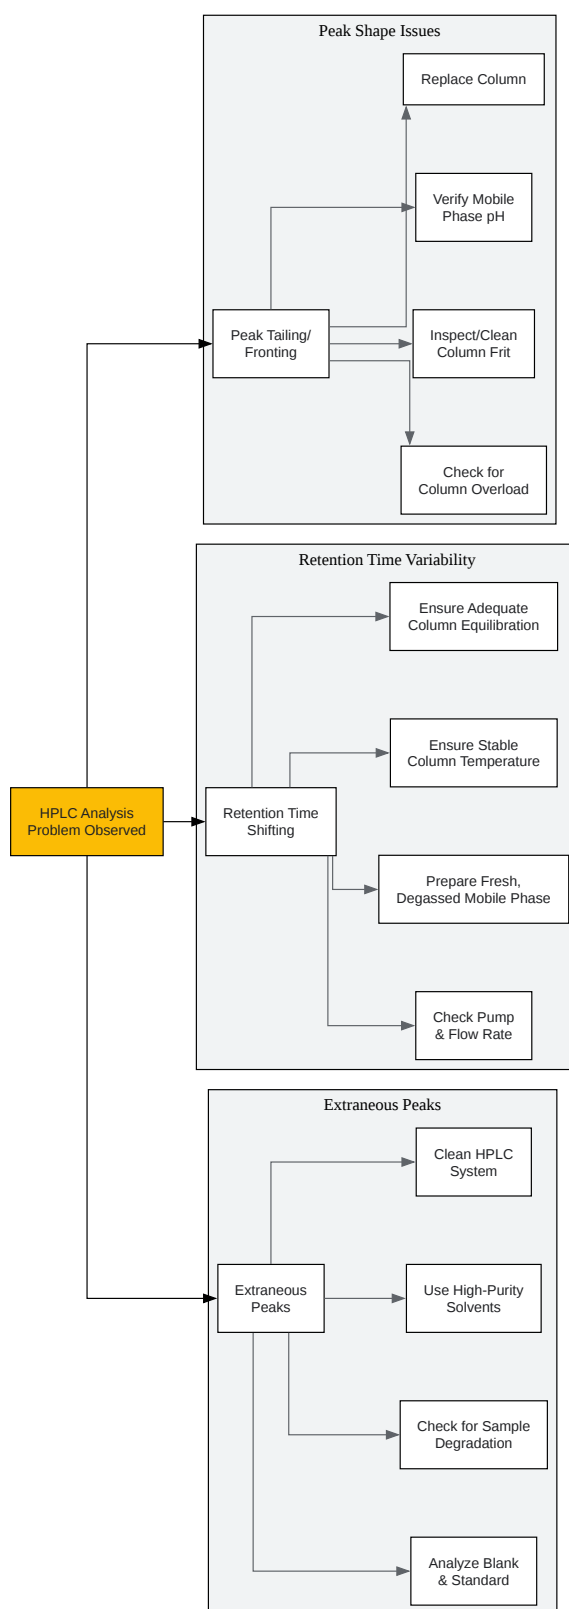 Peak Shape Issues
Replace Column
Verify Mobile
Phase pH
Peak Tailing/
Fronting
Inspect/Clean
Column Frit
Check for
Column Overload
Retention Time Variability
Ensure Adequate
Column Equilibration
Ensure Stable
Column Temperature
HPLC Analysis
Problem Observed
Retention Time
Shifting
Prepare Fresh,
Degassed Mobile Phase
Check Pump
& Flow Rate
Extraneous Peaks
Clean HPLC
System
Extraneous
Peaks
Use High-Purity
Solvents
Check for Sample
Degradation
Analyze Blank
& Standard